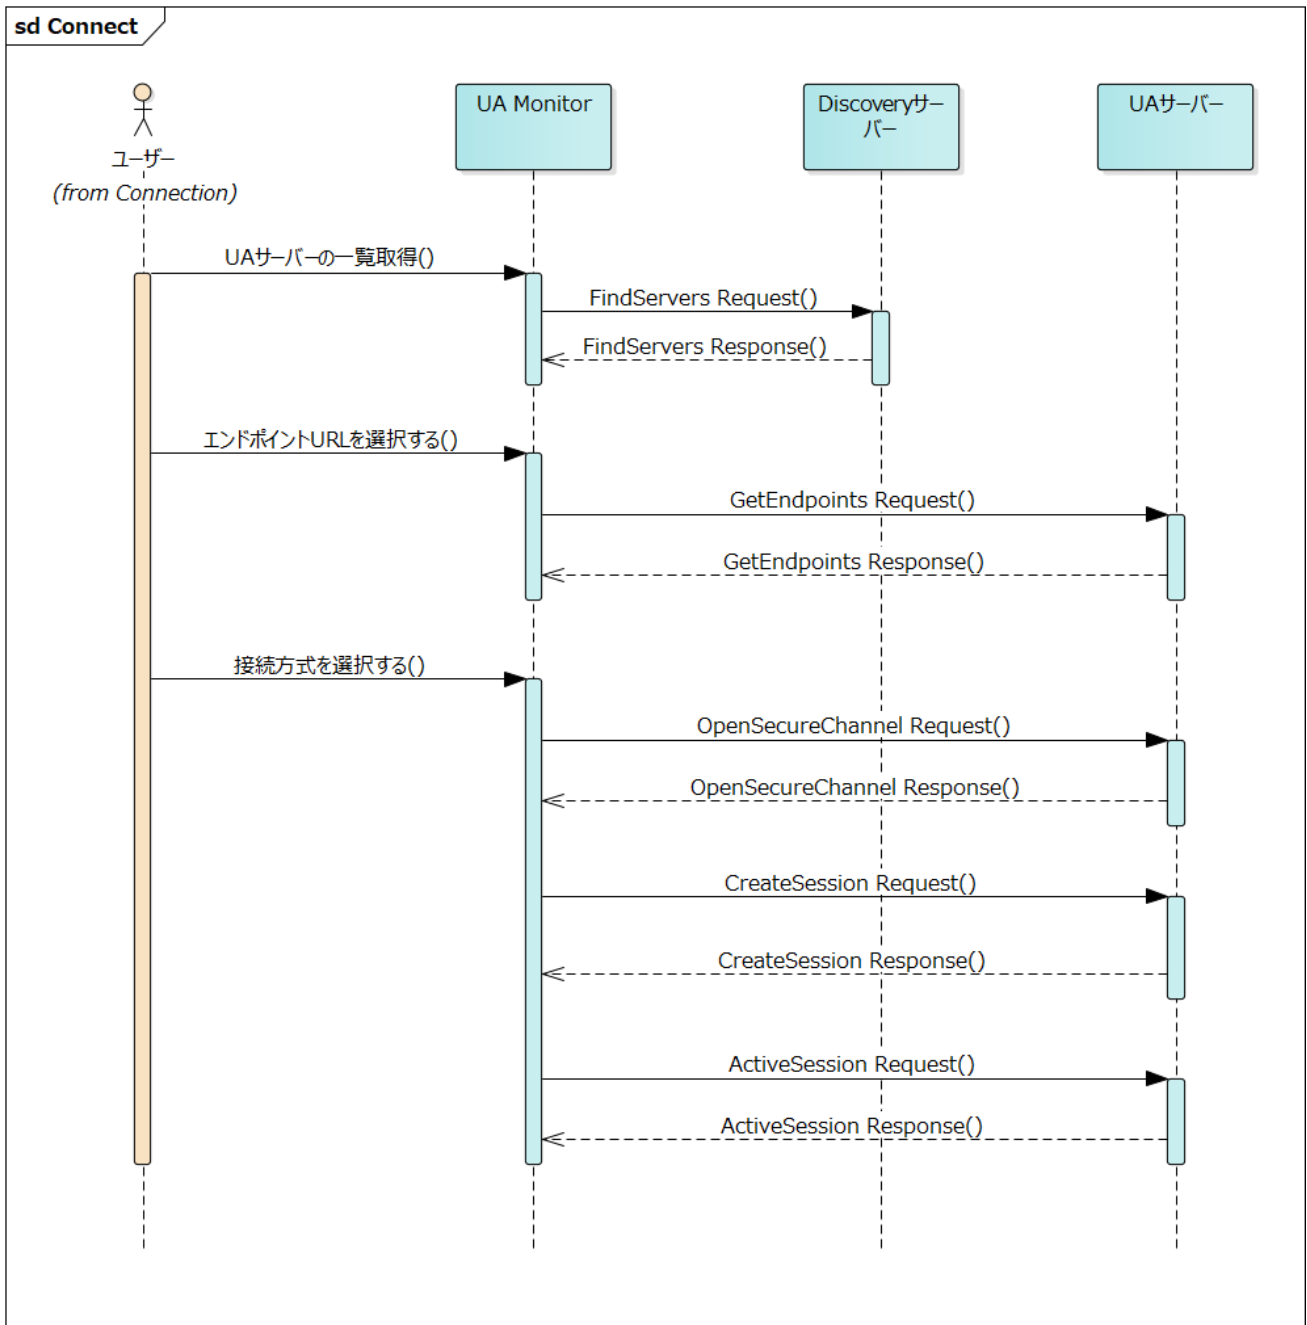 sd Connect
ユーザー
(from Connection)
UA Monitor
Discoveryサー
バー
UAサーバー
UAサーバーの一覧取得()
FindServers Request()
FindServers Response()
エンドポイントURLを選択する()
GetEndpoints Request()
GetEndpoints Response()
接続方式を選択する()
OpenSecureChannel Request()
OpenSecureChannel Response()
CreateSession Request()
CreateSession Response()
ActiveSession Request()
ActiveSession Response()